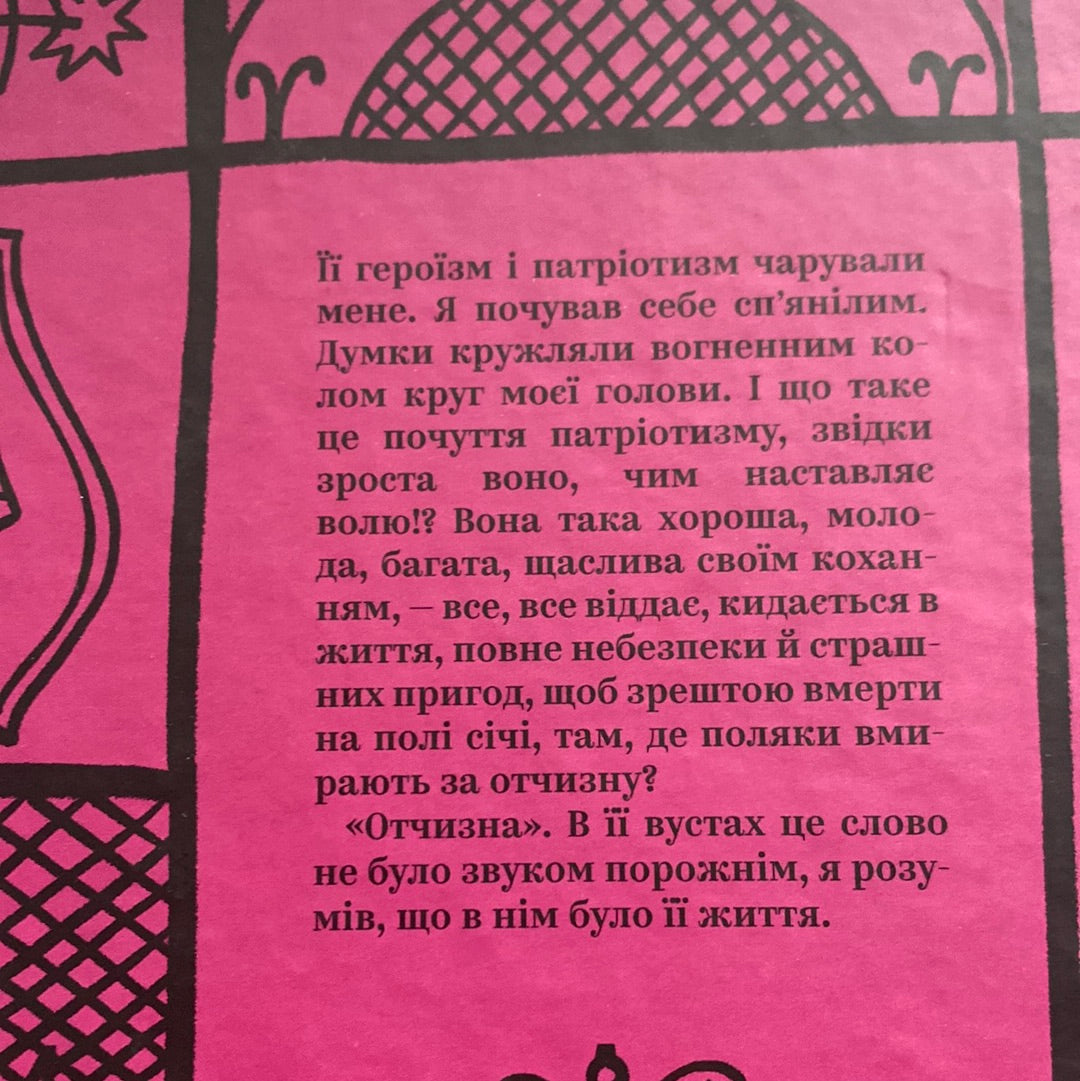 Її героїзм і патріотизм чарували
мене. Я почував себе сп’янілим.
Думки кружляли вогненним ко-
лом круг моєї голови. І що таке
це почуття патріотизму, звідки
зроста воно, чим наставляє
волю!? Вона така хороша, моло-
да, багата, щаслива своїм кохан-
ням, – все, все віддає, кидається в
життя, повне небезпеки й страш-
них пригод, щоб зрештою вмерти
на полі січі, там, де поляки вми-
рають за отчизну?
«Отчизна». В її вустах це слово
не було звуком порожнім, я розу-
мів, що в нім було її життя.